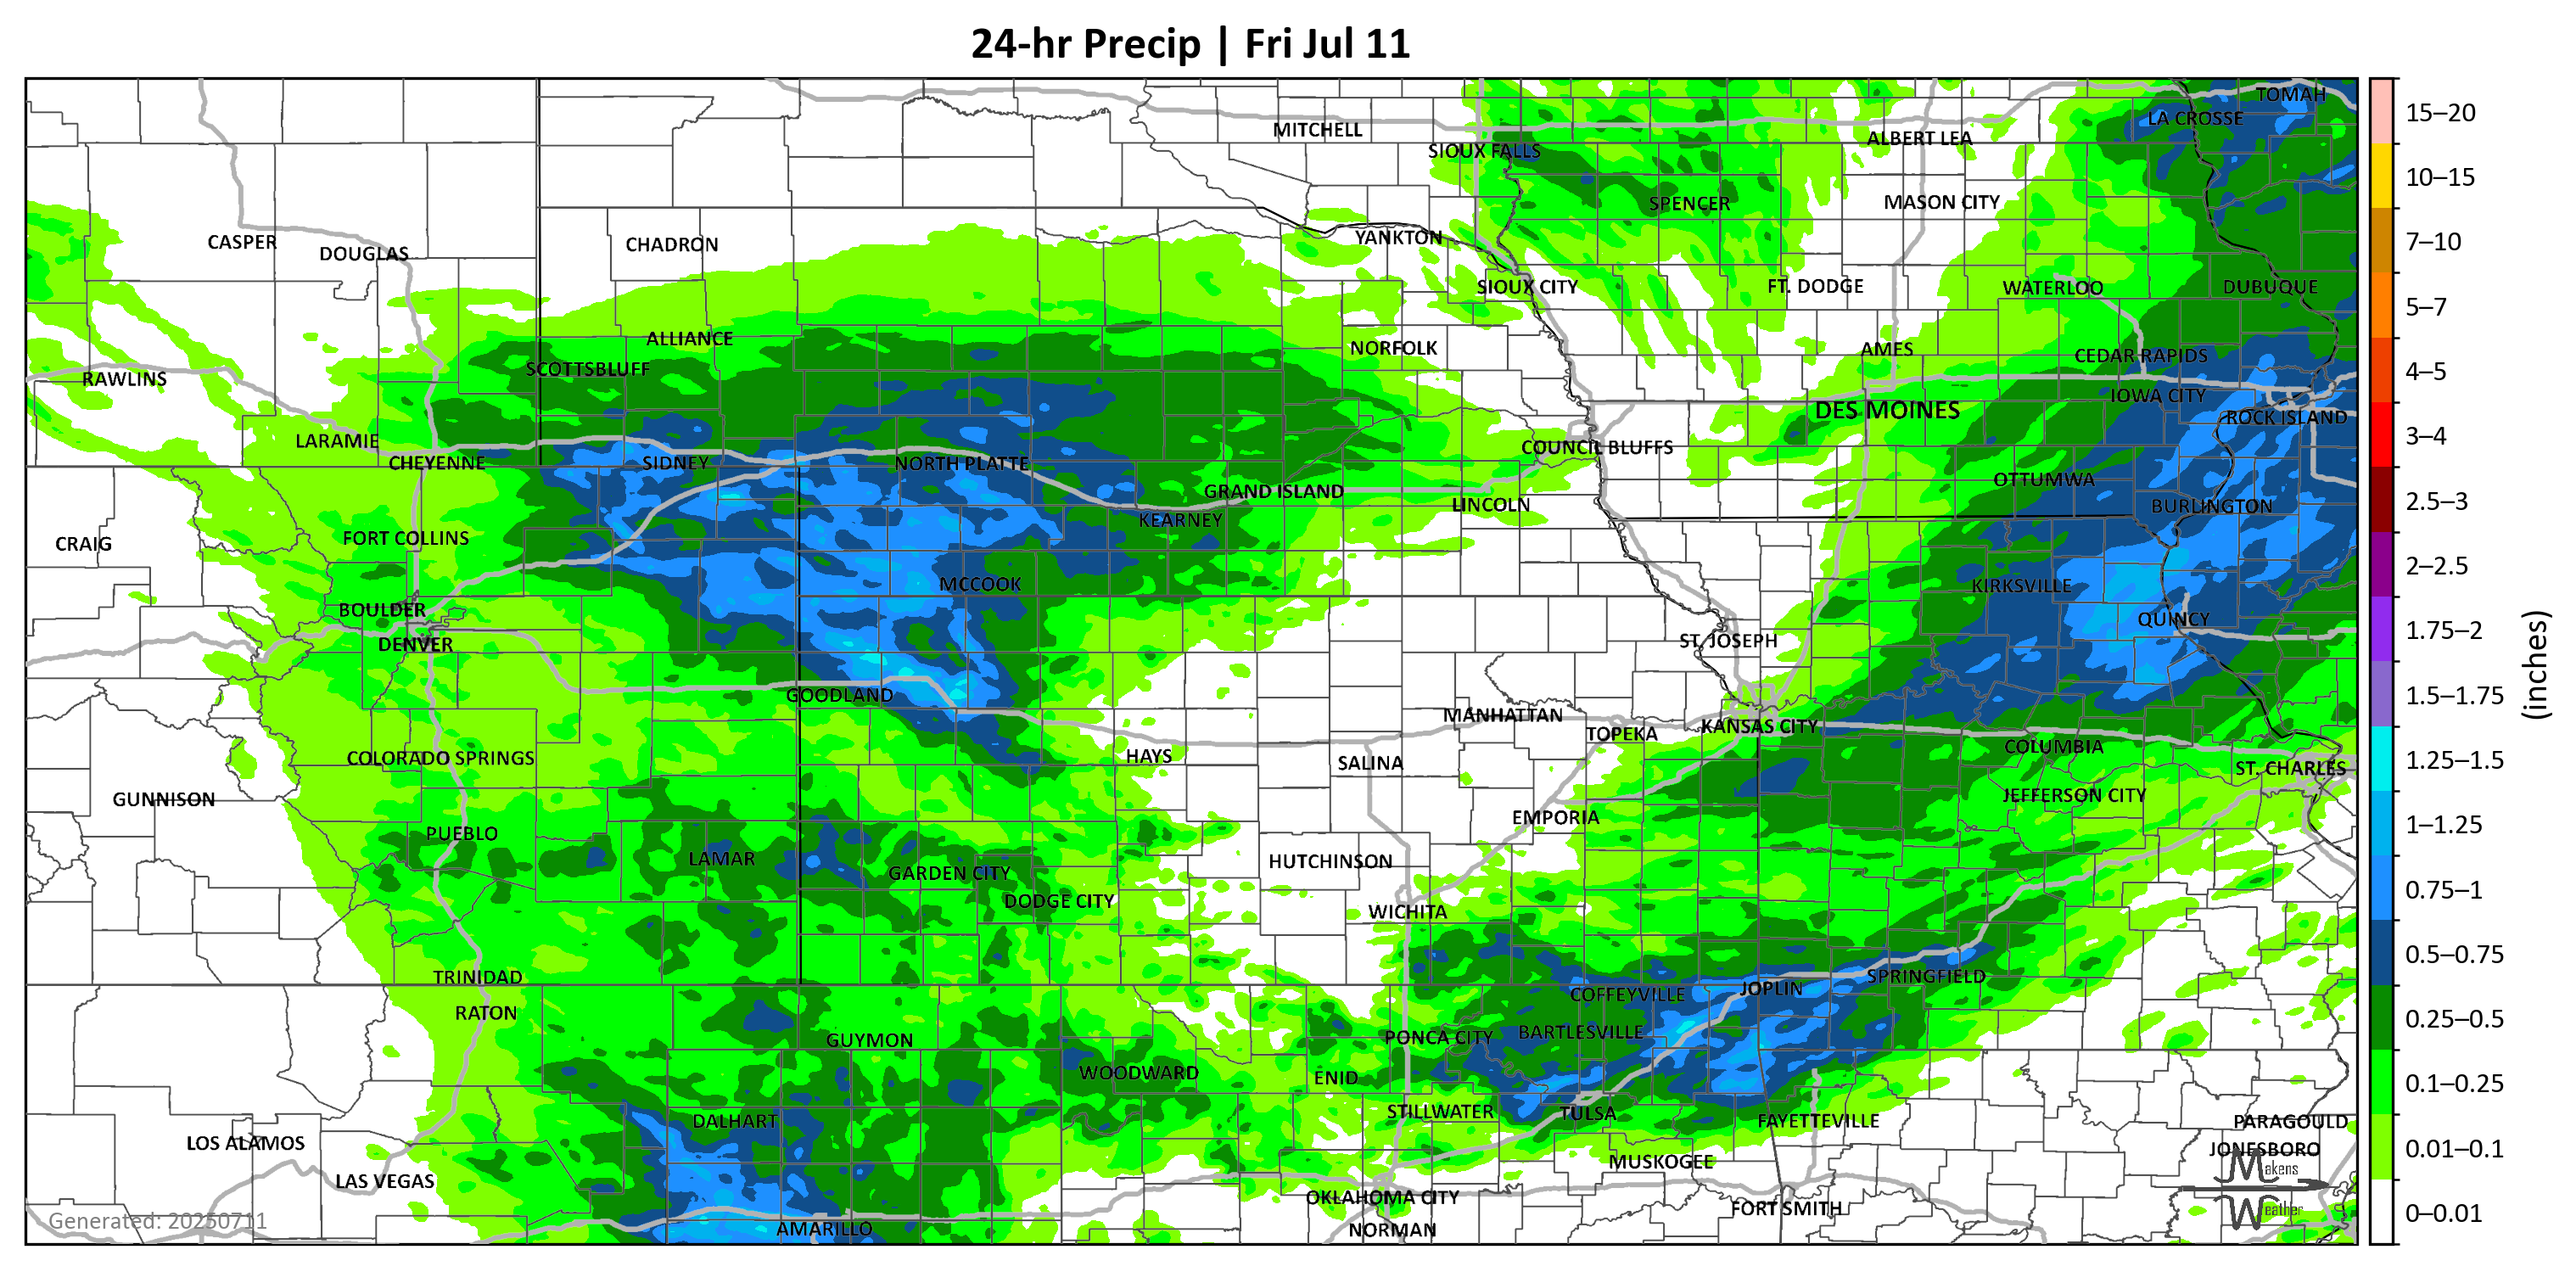 24-hr Precip | Fri Jul 11
TOMAH
LA CROSSE
MITCHELL
ALBERT LEA
SIOUX FALLS
SPENCER
MASON CITY
YANKTON
CASPER
CHADRON
DOUGLAS
SIOUX CITY
FT. DODGE
WATERLOO
DUBUQUE
ALLIANCE
NORFOLK
AMES
CEDAR RAPIDS
SCOTTSBLUFF
RAWLINS
IOWA CITY
DES MOINES
ROCK ISLAND
LARAMIE
COUNCIL BLUFFS
CHEYENNE
SIDNEY
NORTH PLATTE
OTTUMWA
GRAND ISLAND
LINCOLN
BURLINGTON
KEARNEY
FORT COLLINS
CRAIG
MCCOOK
KIRKSVILLE
BOULDER
QUINCY
DENVER
ST. JOSEPH
GOODLAND
MANHATTAN
KANSAS CITY
TOPEKA
COLUMBIA
COLORADO SPRINGS
HAYS
SALINA
ST. CHARLES
JEFFERSON CITY
GUNNISON
EMPORIA
PUEBLO
LAMAR
HUTCHINSON
GARDEN CITY
DODGE CITY
WICHITA
TRINIDAD
SPRINGFIELD
JOPLIN
COFFEYVILLE
RATON
BARTLESVILLE
PONCA CITY
GUYMON
WOODWARD
ENID
STILLWATER
TULSA
DALHART
FAYETTEVILLE
PARAGOULD
LOS ALAMOS
JONESBORO
MUSKOGEE
LAS VEGAS
OKLAHOMA CITY
FORT SMITH
AMARILLO
NORMAN
Generated: 20250711
Makens
Weather
15–20
10–15
7–10
5–7
4–5
3–4
2.5–3
2–2.5
1.75–2
1.5–1.75
1.25–1.5
1–1.25
0.75–1
0.5–0.75
0.25–0.5
0.1–0.25
0.01–0.1
0–0.01
(inches)